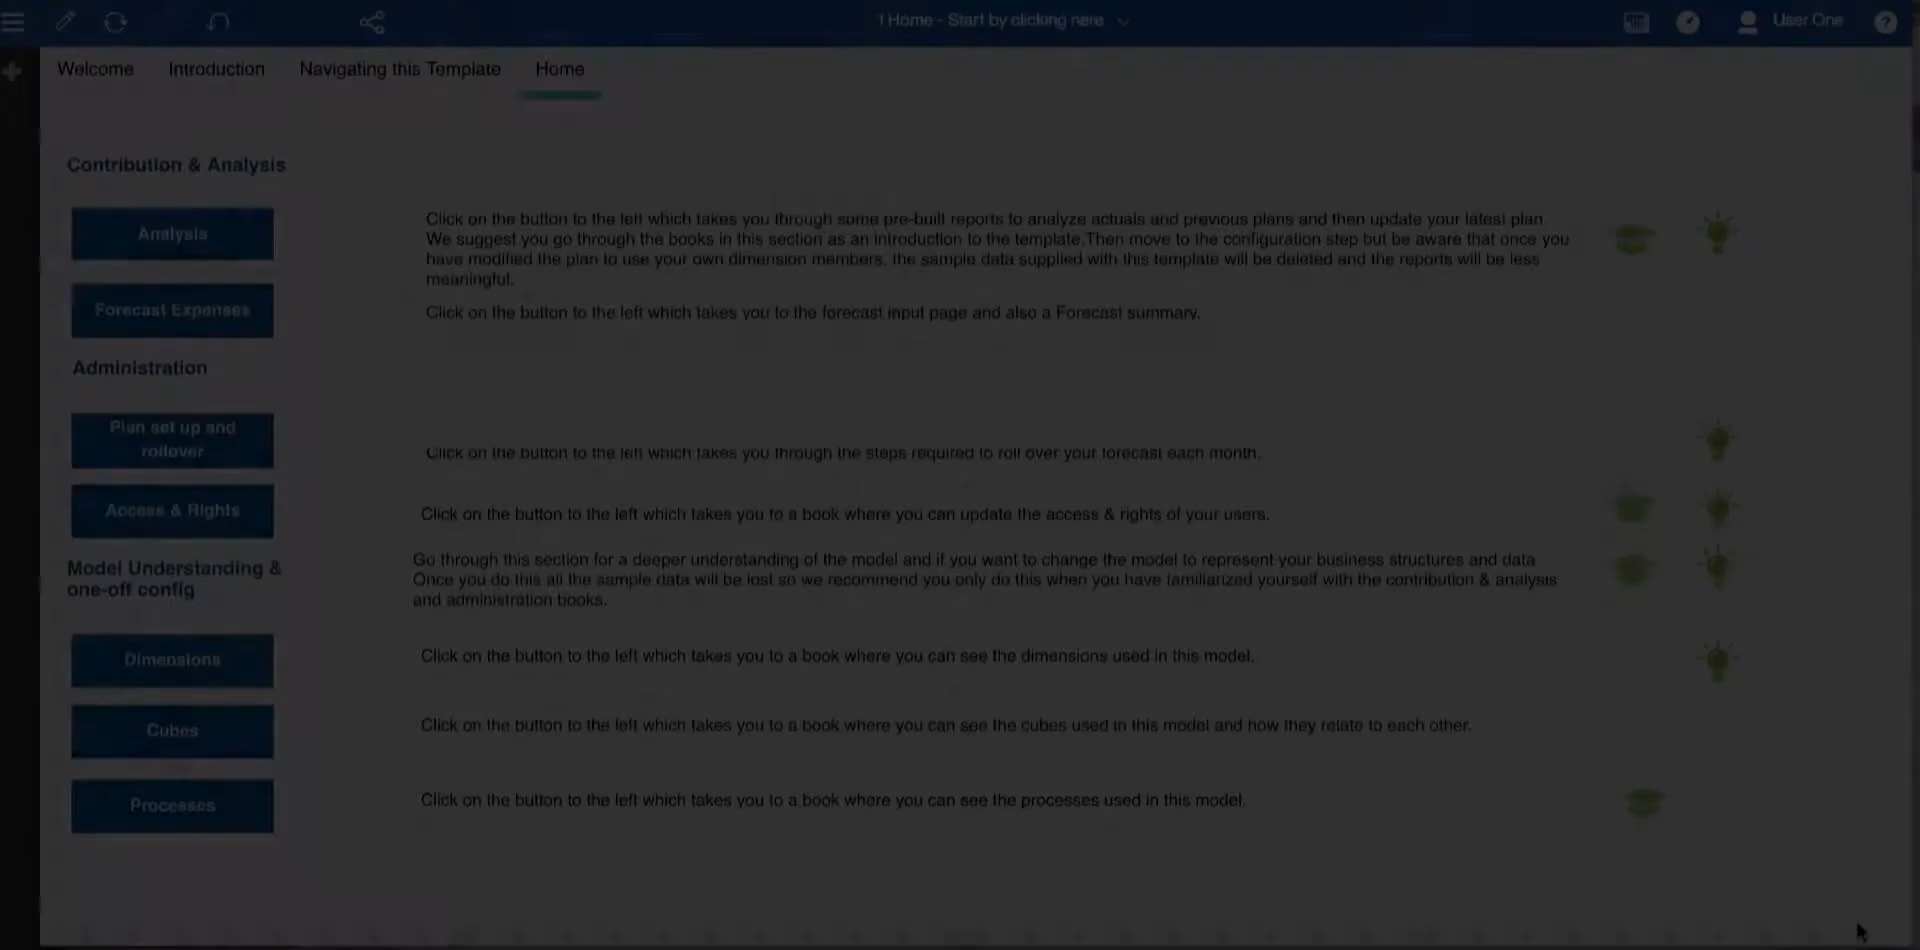 1 Home - Start by clicking here
User One
Welcome
Introduction
Navigating this Template
Home
Contribution & Analysis
Analysis
Click on the button to the left which takes you through some pre-built reports to analyze actuals and previous plans and then update your latest plan
We suggest you go through the books in this section as an introduction to the template.Then move to the configuration step but be aware that once you
have modified the plan to use your own dimension members, the sample data supplied with this template will be deleted and the reports will be less
meaningful.
Forecast Expenses
Click on the button to the left which takes you to the forecast input page and also a Forecast summary.
Administration
Plan set up and
rollover
Click on the button to the left which takes you through the steps required to roll over your forecast each month.
Access & Rights
Click on the button to the left which takes you to a book where you can update the access & rights of your users.
Model Understanding &
one-off config
Go through this section for a deeper understanding of the model and if you want to change the model to represent your business structures and data
Once you do this all the sample data will be lost so we recommend you only do this when you have familiarized yourself with the contribution & analysis
and administration books.
Dimensions
Click on the button to the left which takes you to a book where you can see the dimensions used in this model.
Cubes
Click on the button to the left which takes you to a book where you can see the cubes used in this model and how they relate to each other.
Processes
Click on the button to the left which takes you to a book where you can see the processes used in this model.